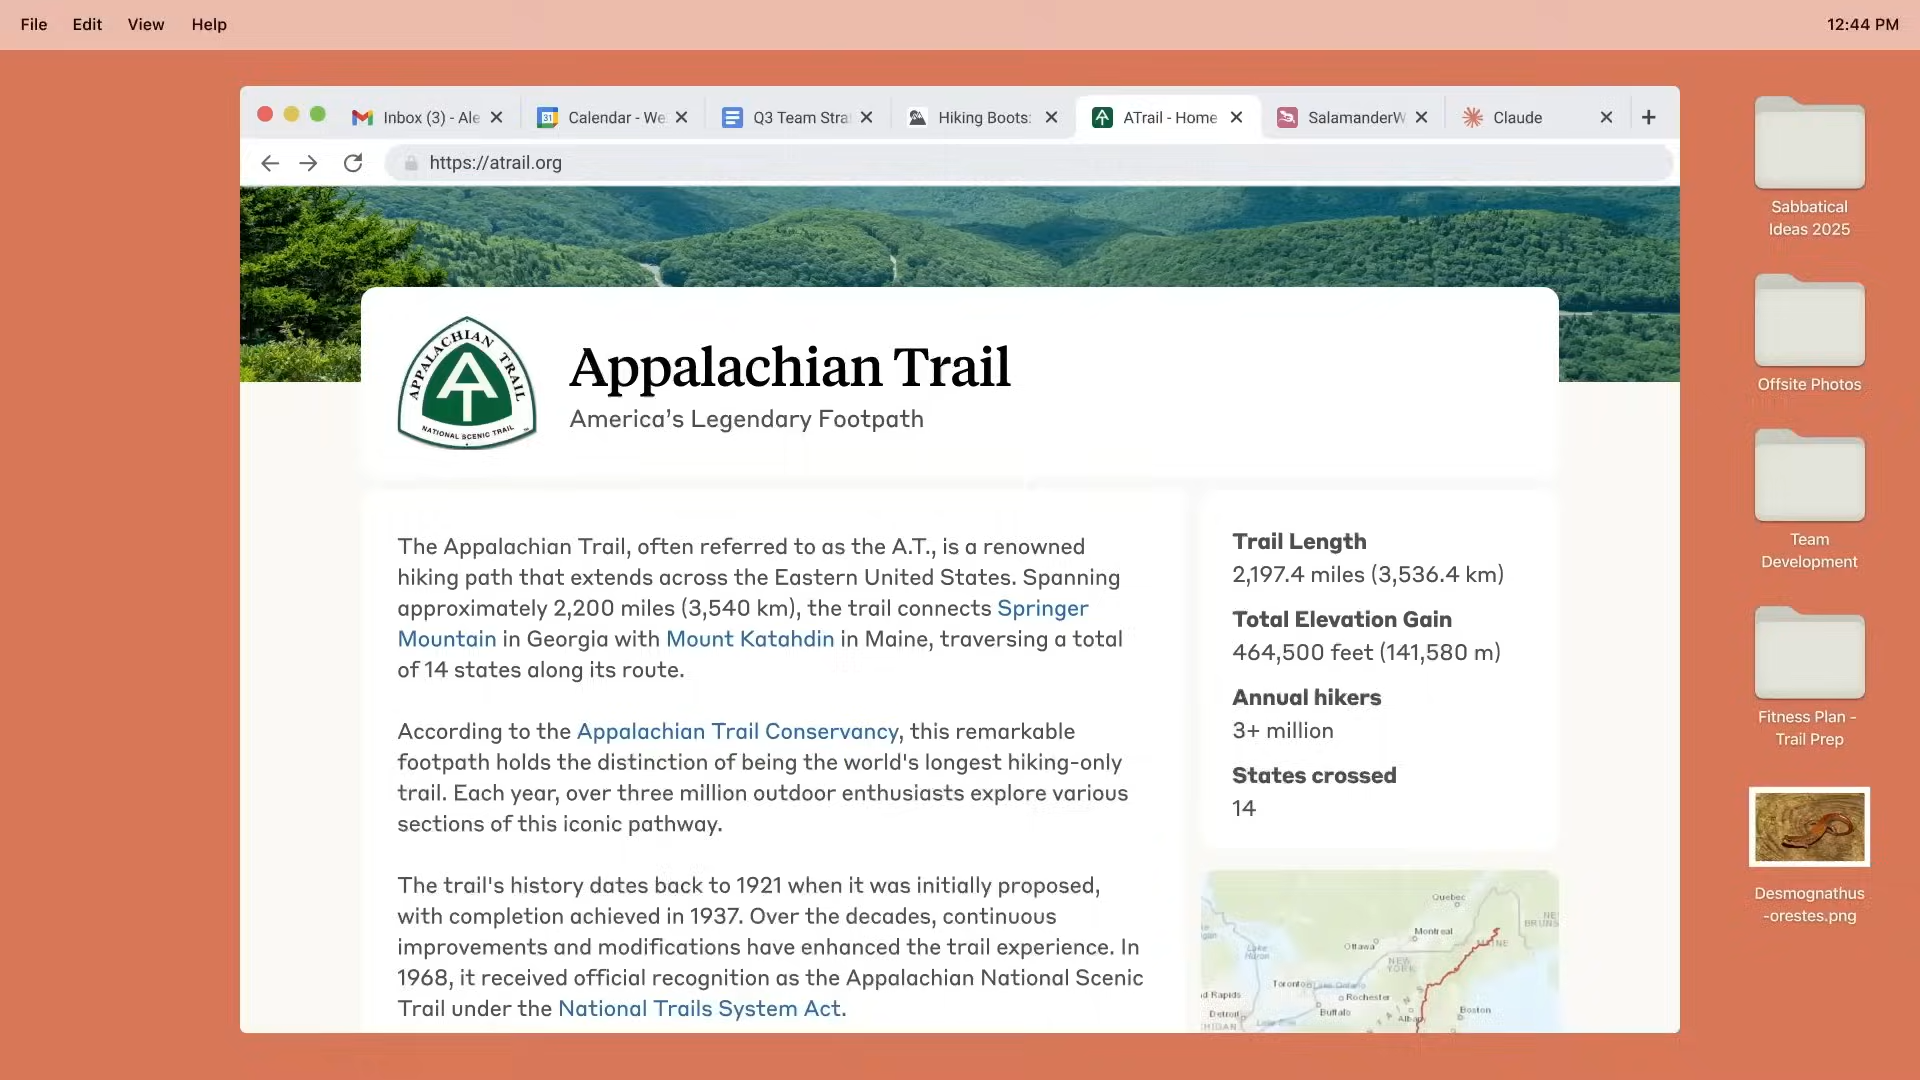 File Edit View Help 12:44 PM
Inbox (3) - Ale
Calendar - We
Q3 Team Stra
Hiking Boots:
ATrail - Home
SalamanderW
Claude
https://atrail.org
APPALACHIAN TRAIL
NATIONAL SCENIC TRAIL
Appalachian Trail
America's Legendary Footpath
The Appalachian Trail, often referred to as the A.T., is a renowned
hiking path that extends across the Eastern United States. Spanning
approximately 2,200 miles (3,540 km), the trail connects Springer
Mountain in Georgia with Mount Katahdin in Maine, traversing a total
of 14 states along its route.
According to the Appalachian Trail Conservancy, this remarkable
footpath holds the distinction of being the world's longest hiking-only
trail. Each year, over three million outdoor enthusiasts explore various
sections of this iconic pathway.
The trail's history dates back to 1921 when it was initially proposed,
with completion achieved in 1937. Over the decades, continuous
improvements and modifications have enhanced the trail experience. In
1968, it received official recognition as the Appalachian National Scenic
Trail under the National Trails System Act.
Trail Length
2,197.4 miles (3,536.4 km)
Total Elevation Gain
464,500 feet (141,580 m)
Annual hikers
3+ million
States crossed
14
Quebec
Montreal
Ottawa
MAINE
NEW
YORK
Lake
Huron
Toronto
Lake Ontario
Rochester
Buffalo
d Rapids
Detroit
Boston
Sabbatical
Ideas 2025
Offsite Photos
Team
Development
Fitness Plan -
Trail Prep
Desmognathus
-orestes.png